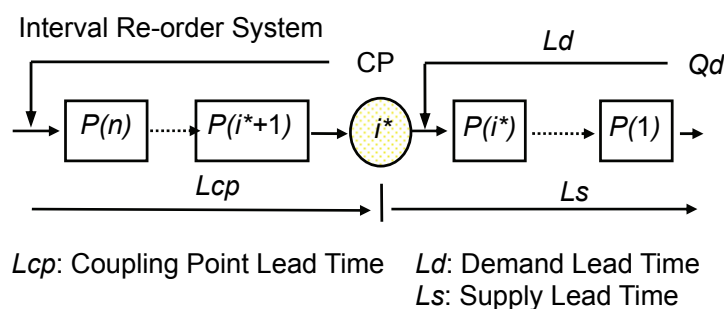 Interval Re-order System
CP
Ld
Qd
P(n)
P(i*+1)
i*
P(i*)
P(1)
Lcp
Ls
Lcp: Coupling Point Lead Time
Ld: Demand Lead Time
Ls: Supply Lead Time